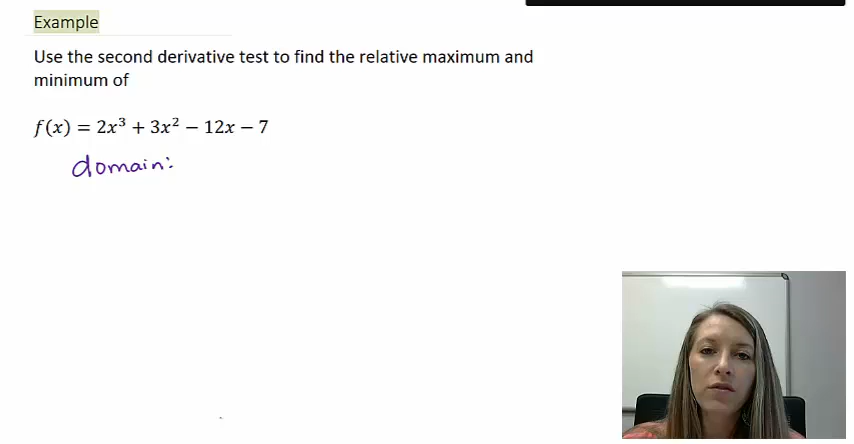 Example
Use the second derivative test to find the relative maximum and
minimum of
f(x) = 2x³ + 3x² − 12x − 7
domain: